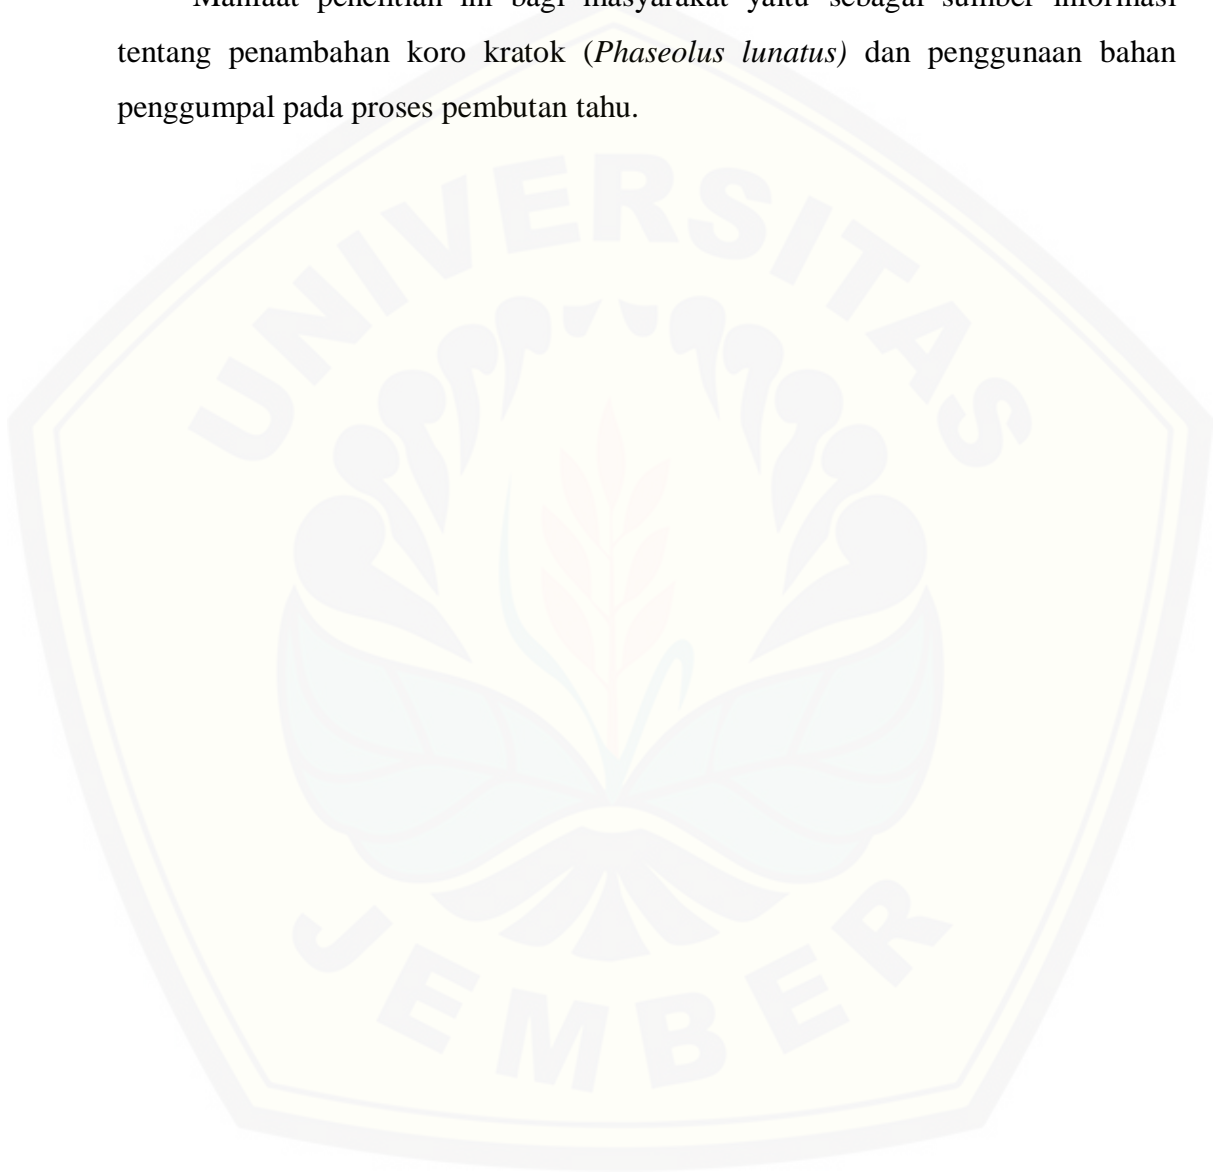 Manfaat penelitian ini bagi masyarakat yaitu sebagai sumber informasi
tentang penambahan koro kratok (Phaseolus lunatus) dan penggunaan bahan
penggumpal pada proses pembutan tahu.
UNIVERSITAS
JEMBER